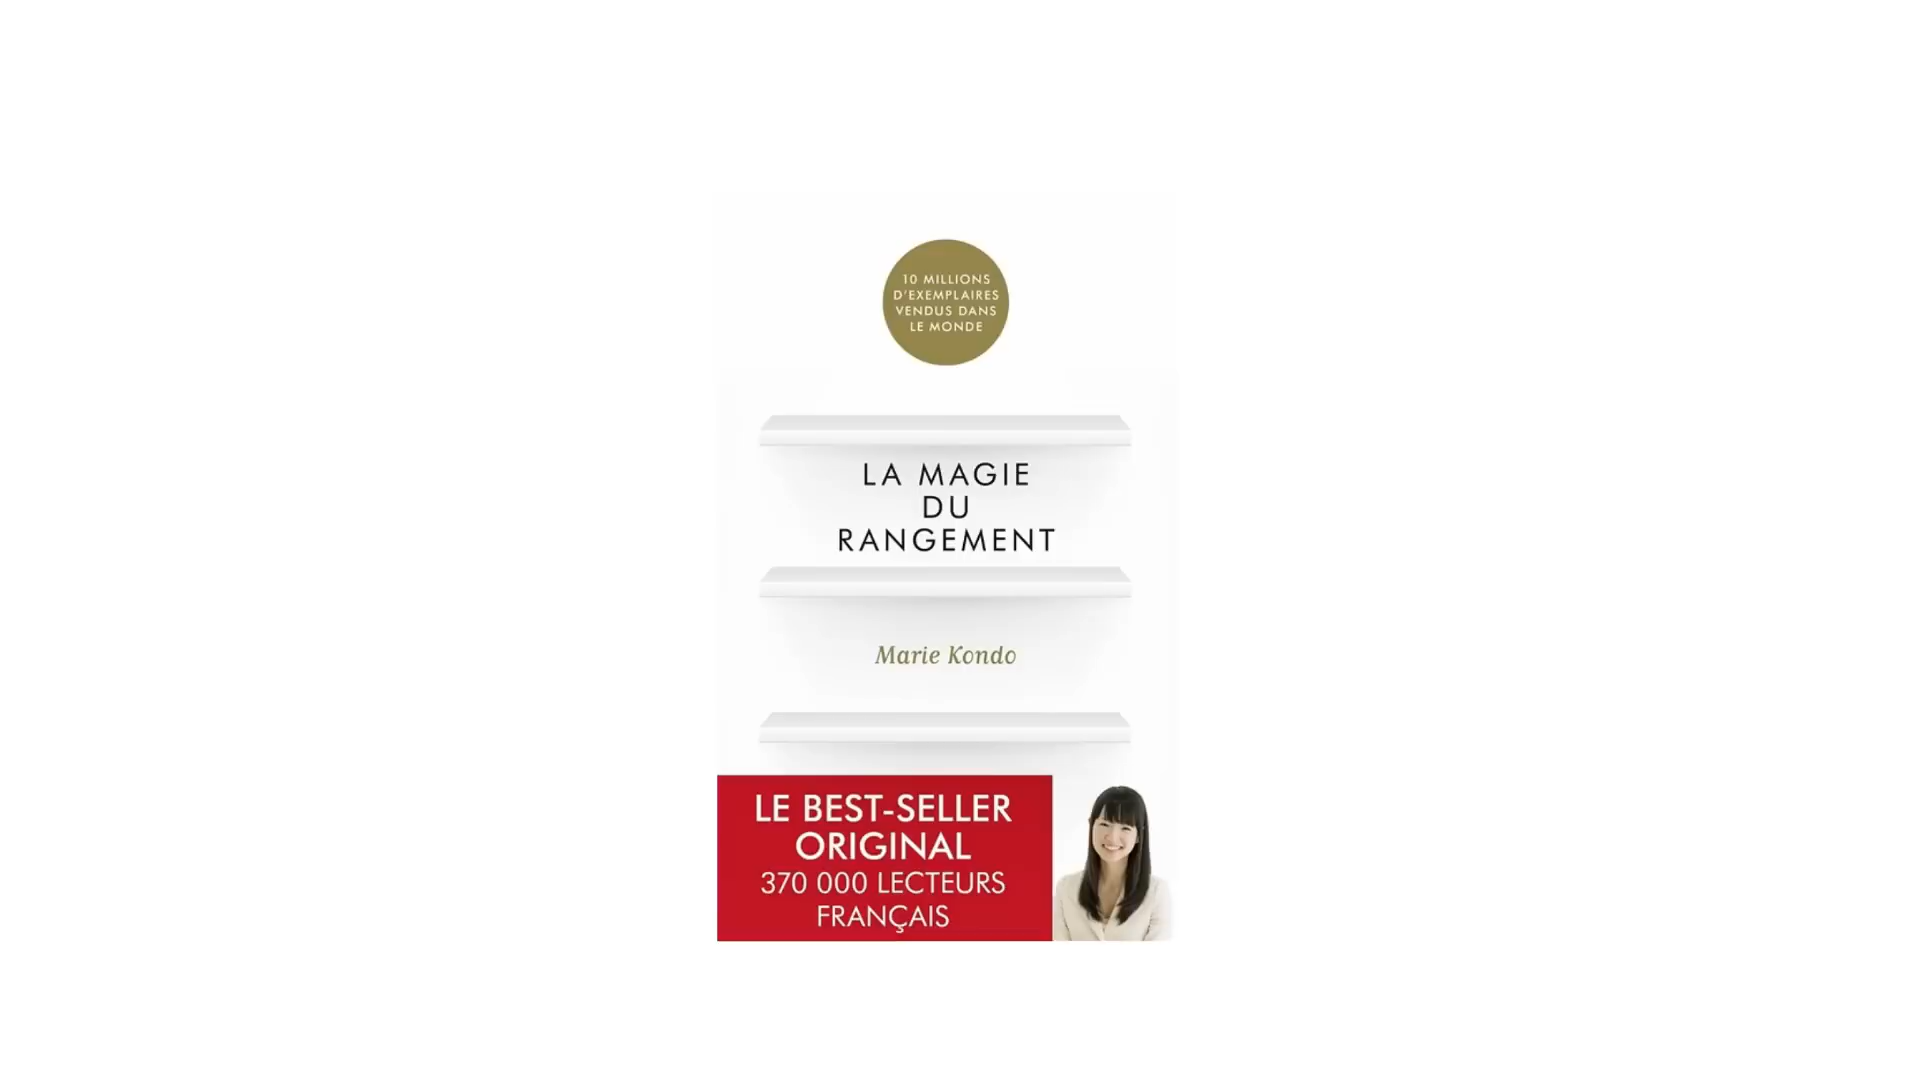 10 MILLIONS
D'EXEMPLAIRES
VENDUS DANS
LE MONDE
LA MAGIE
DU
RANGEMENT
Marie Kondo
LE BEST-SELLER
ORIGINAL
370 000 LECTEURS
FRANÇAIS